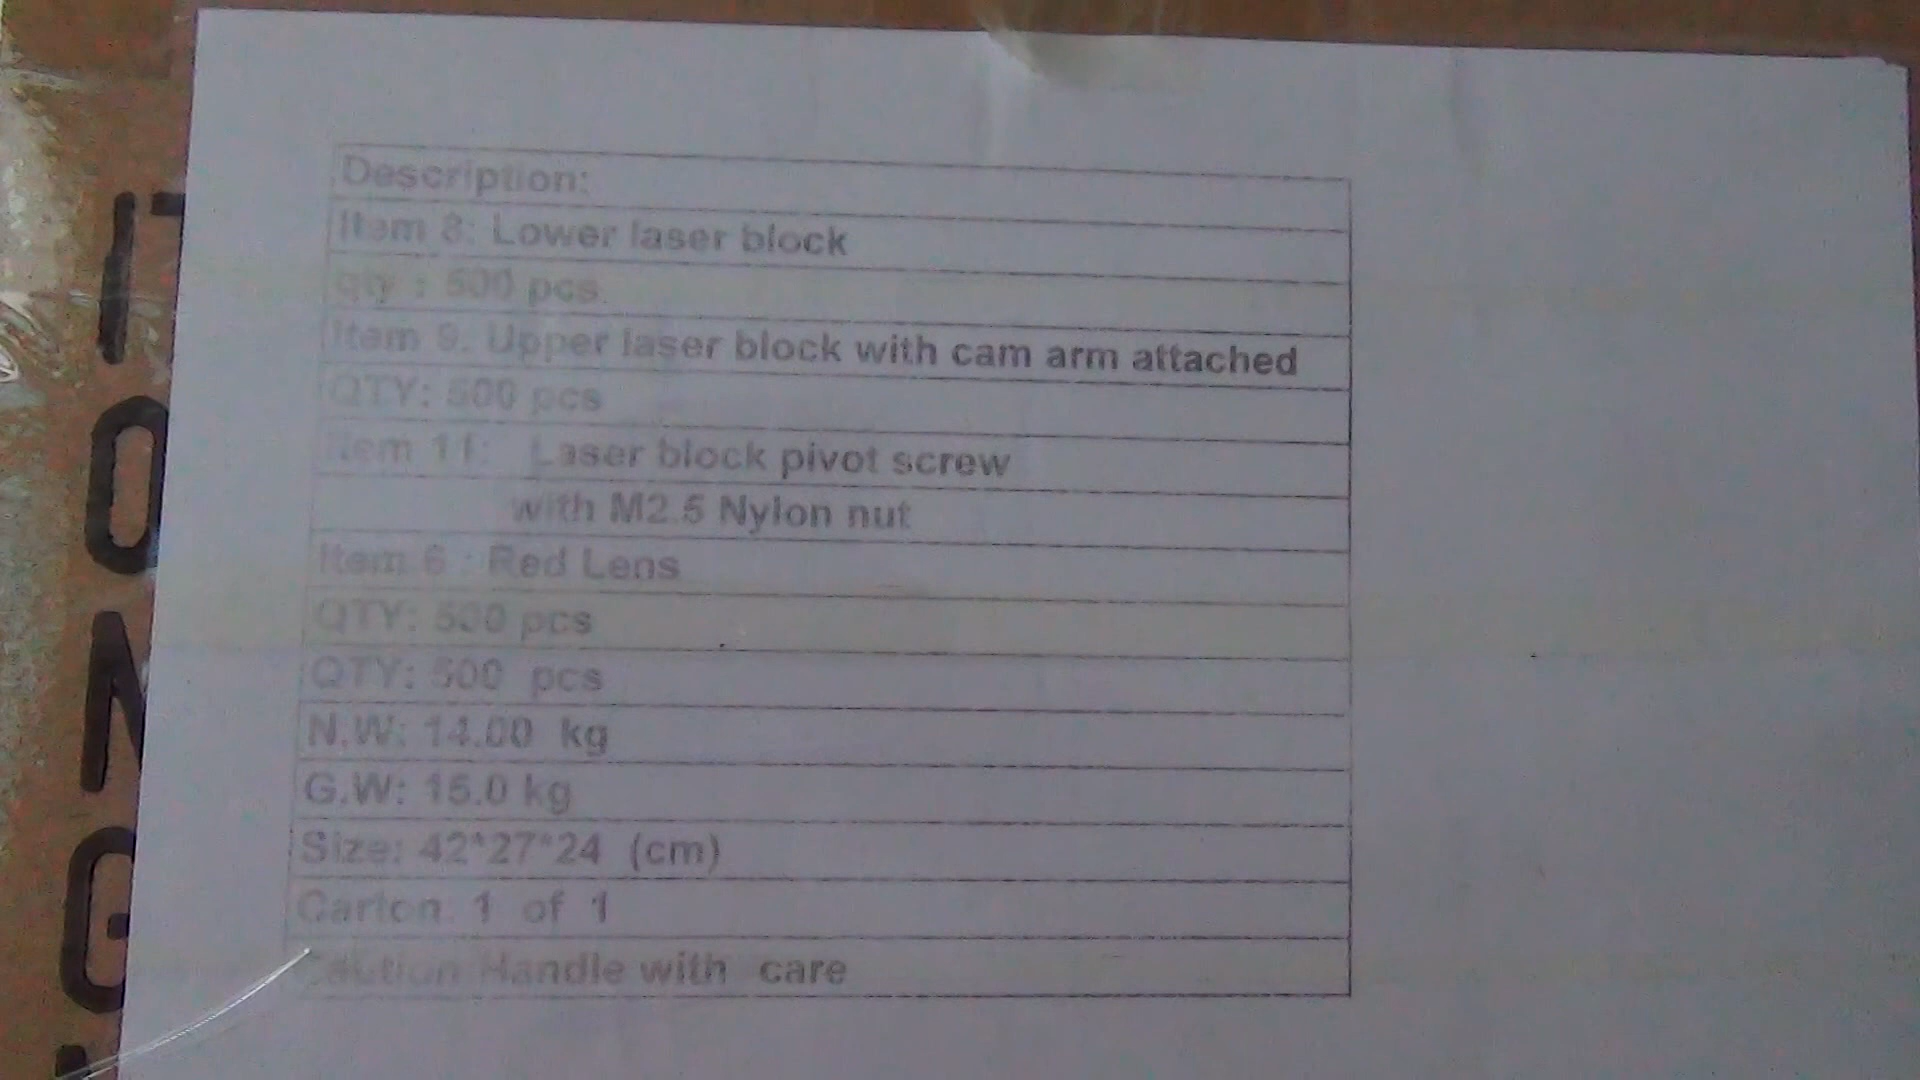 Description:
Item 8: Lower laser block
qty : 500 pcs
Item 9: Upper laser block with cam arm attached
QTY: 500 pcs
Item 11: Laser block pivot screw
with M2.5 Nylon nut
Item 6 : Red Lens
QTY: 500 pcs
QTY: 500 pcs
N.W: 14.00 kg
G.W: 15.0 kg
Size: 42*27*24 (cm)
Carton: 1 of 1
Caution Handle with care